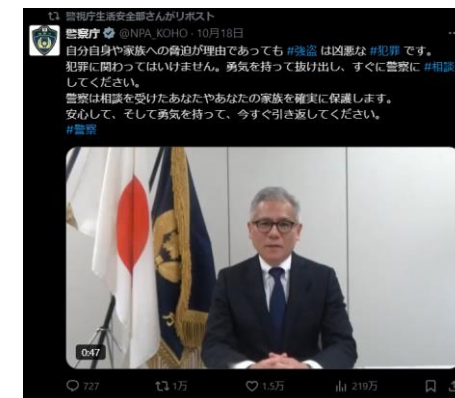 警視庁生活安全部さんがリポスト
警察庁 @NPA_KOHO · 10月18日
自分自身や家族への脅迫が理由であっても #強盗 は凶悪な #犯罪 です。
犯罪に関わってはいけません。勇気を持って抜け出し、すぐに警察に #相談
してください。
警察は相談を受けたあなたやあなたの家族を確実に保護します。
安心して、そして勇気を持って、今すぐ引き返してください。
#警察
0:47
727 1万 1.5万 219万